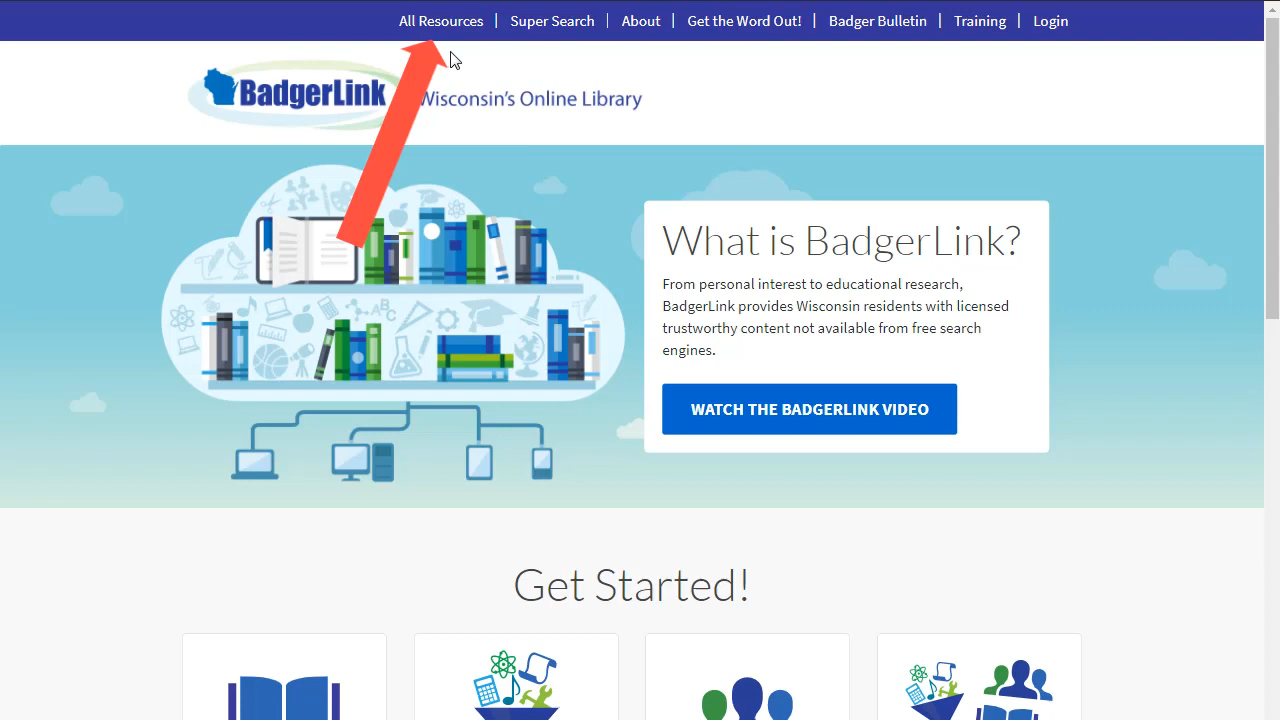 All Resources | Super Search | About | Get the Word Out! | Badger Bulletin | Training | Login
BadgerLink
Wisconsin's Online Library
What is BadgerLink?
From personal interest to educational research,
BadgerLink provides Wisconsin residents with licensed
trustworthy content not available from free search
engines.
WATCH THE BADGERLINK VIDEO
ABC
Get Started!